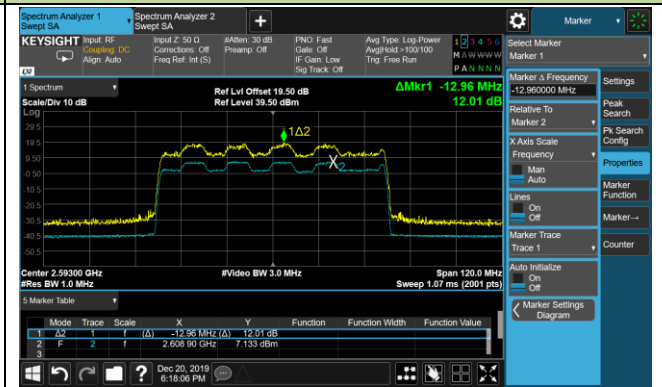 Spectrum Analyzer 1
Swept SA
Spectrum Analyzer 2
Swept SA
Marker
KEYSIGHT
Input: RF
Coupling: DC
Align: Auto
Input Z: 50 Ω
Corrections: Off
Freq Ref: Int (S)
#Atten: 30 dB
Preamp: Off
PNO: Fast
Gate: Off
IF Gain: Low
Sig Track: Off
Avg Type: Log-Power
Avg|Hold:>100/100
Trig: Free Run
1 2 3 4 5 6
M A W W W W
P A N N N N
LXI
Select Marker
Marker 1
1 Spectrum
Scale/Div 10 dB
Ref Lvl Offset 19.50 dB
Ref Level 39.50 dBm
ΔMkr1 -12.96 MHz
12.01 dB
Log
29.5
19.5
9.50
-0.500
-10.5
-20.5
-30.5
-40.5
-50.5
1Δ2
X2
Center 2.59300 GHz
#Res BW 1.0 MHz
#Video BW 3.0 MHz
Span 120.0 MHz
Sweep 1.07 ms (2001 pts)
5 Marker Table
Mode Trace Scale X Y Function Function Width Function Value
1 Δ2 1 f (Δ) -12.96 MHz (Δ) 12.01 dB
2 F 2 f 2.608 90 GHz 7.133 dBm
3
Marker Δ Frequency
-12.960000 MHz
Relative To
Marker 2
X Axis Scale
Frequency
Man
Auto
Lines
On
Off
Marker Trace
Trace 1
Auto Initialize
On
Off
Marker Settings
Diagram
Settings
Peak
Search
Pk Search
Config
Properties
Marker
Function
Marker→
Counter
?
Dec 20, 2019
6:18:06 PM